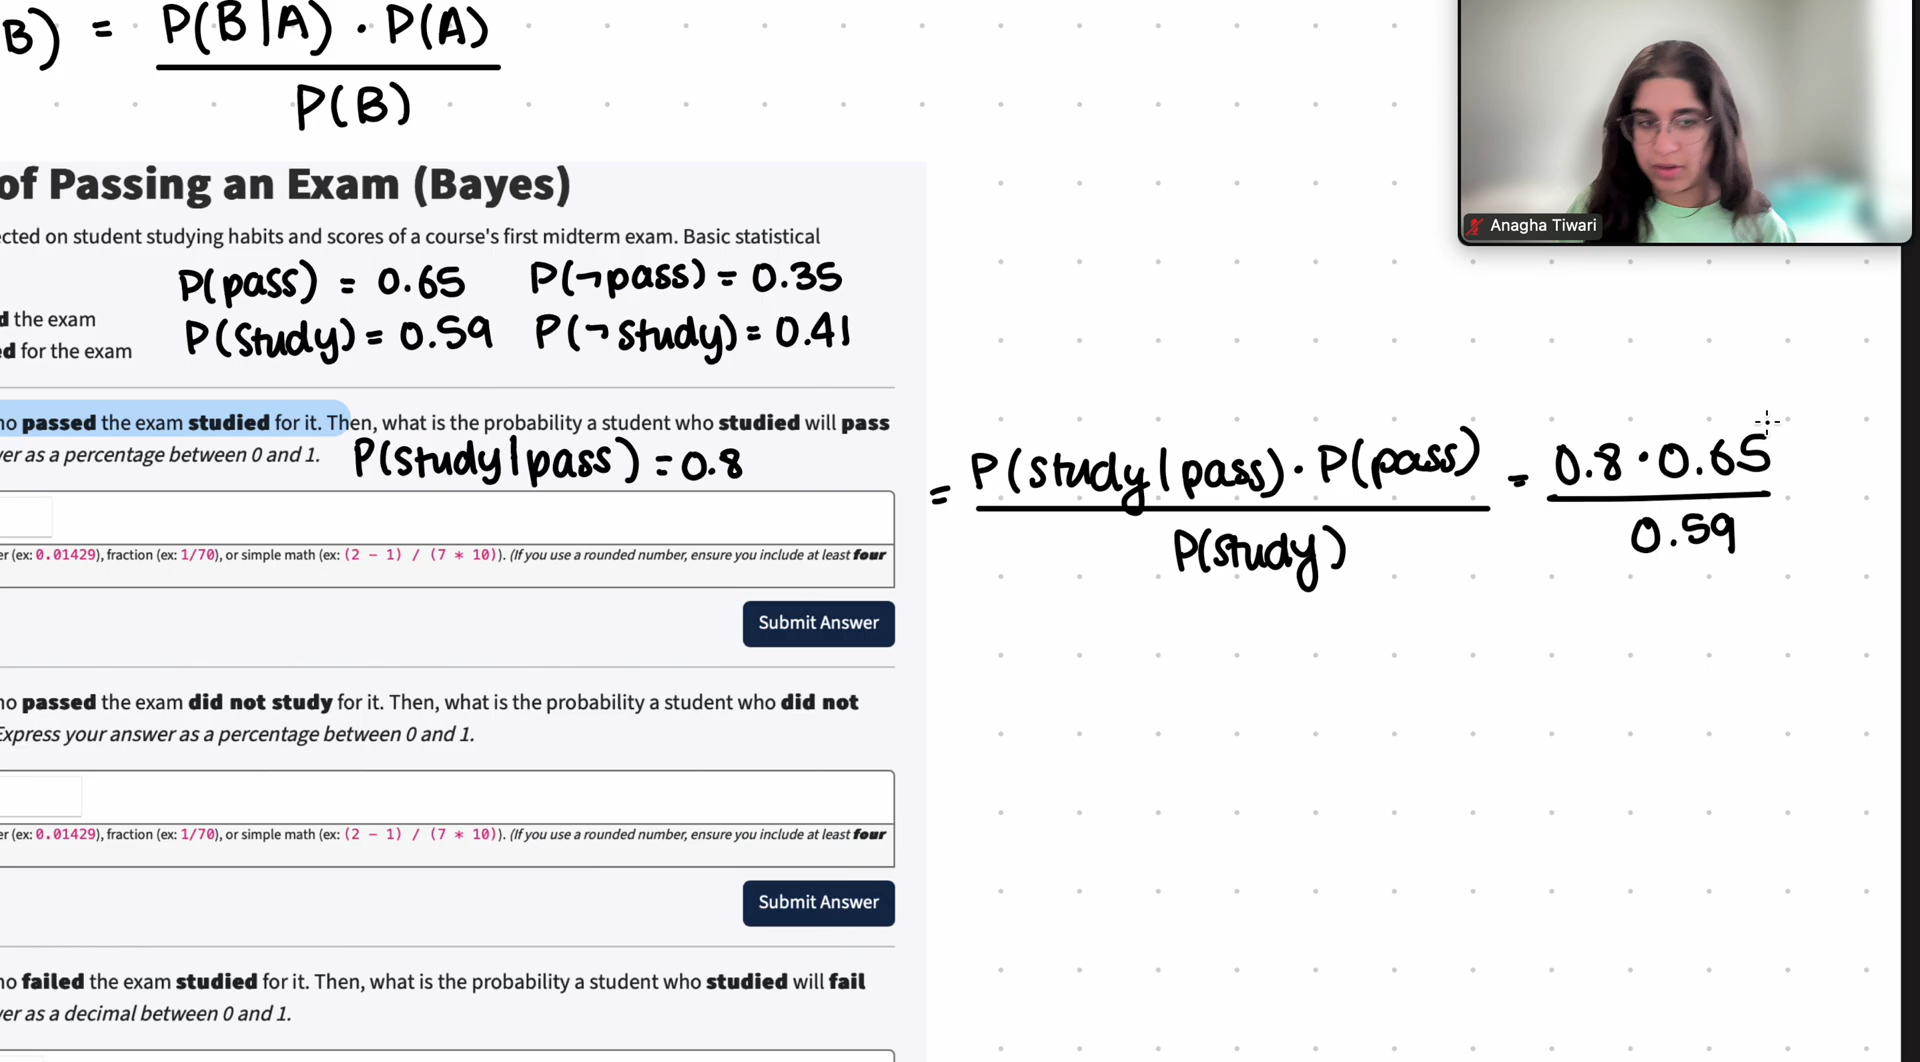 B) = P(B|A) · P(A)
P(B)
Anagha Tiwari
of Passing an Exam (Bayes)
cted on student studying habits and scores of a course's first midterm exam. Basic statistical
P(pass) = 0.65 P(¬pass) = 0.35
d the exam
P(study) = 0.59 P(¬study) = 0.41
ed for the exam
ho passed the exam studied for it. Then, what is the probability a student who studied will pass
ver as a percentage between 0 and 1. P(study|pass) = 0.8
= P(study|pass) · P(pass) = 0.8 · 0.65
P(study) 0.59
er (ex: 0.01429), fraction (ex: 1/70), or simple math (ex: (2 - 1) / (7 * 10)). (If you use a rounded number, ensure you include at least four
Submit Answer
ho passed the exam did not study for it. Then, what is the probability a student who did not
Express your answer as a percentage between 0 and 1.
er (ex: 0.01429), fraction (ex: 1/70), or simple math (ex: (2 - 1) / (7 * 10)). (If you use a rounded number, ensure you include at least four
Submit Answer
ho failed the exam studied for it. Then, what is the probability a student who studied will fail
ver as a decimal between 0 and 1.